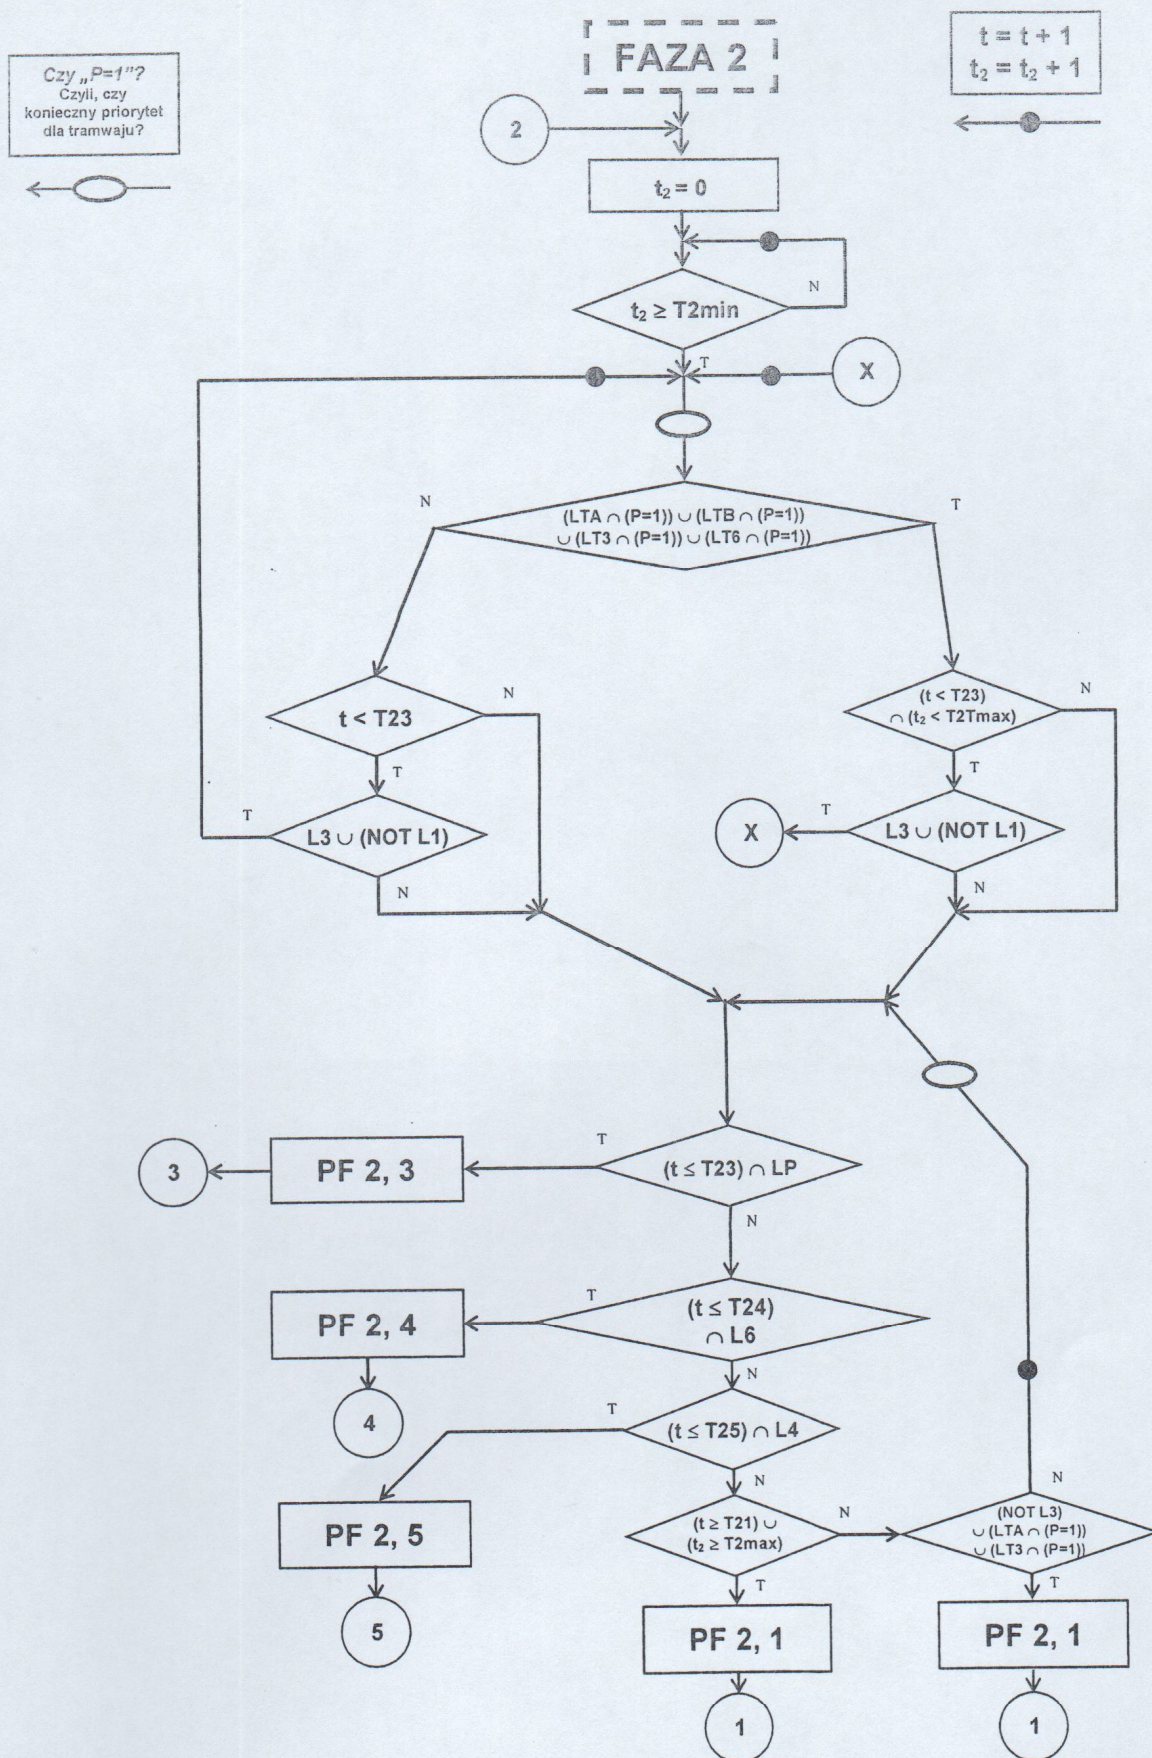 FAZA 2
t = t + 1
t₂ = t₂ + 1
Czy „P=1”?
Czyli, czy
konieczny priorytet
dla tramwaju?
2
t₂ = 0
N
t₂ ≥ T2min
T
X
N
T
(LTA ∩ (P=1)) ∪ (LTB ∩ (P=1))
∪ (LT3 ∩ (P=1)) ∪ (LT6 ∩ (P=1))
t < T23
N
T
(t < T23)
∩ (t₂ < T2Tmax)
N
T
T
L3 ∪ (NOT L1)
N
X
T
L3 ∪ (NOT L1)
N
3
PF 2, 3
T
(t ≤ T23) ∩ LP
N
PF 2, 4
T
(t ≤ T24)
∩ L6
N
4
T
(t ≤ T25) ∩ L4
N
PF 2, 5
5
(t ≥ T21) ∪
(t₂ ≥ T2max)
N
T
N
(NOT L3)
∪ (LTA ∩ (P=1))
∪ (LT3 ∩ (P=1))
T
PF 2, 1
PF 2, 1
1
1